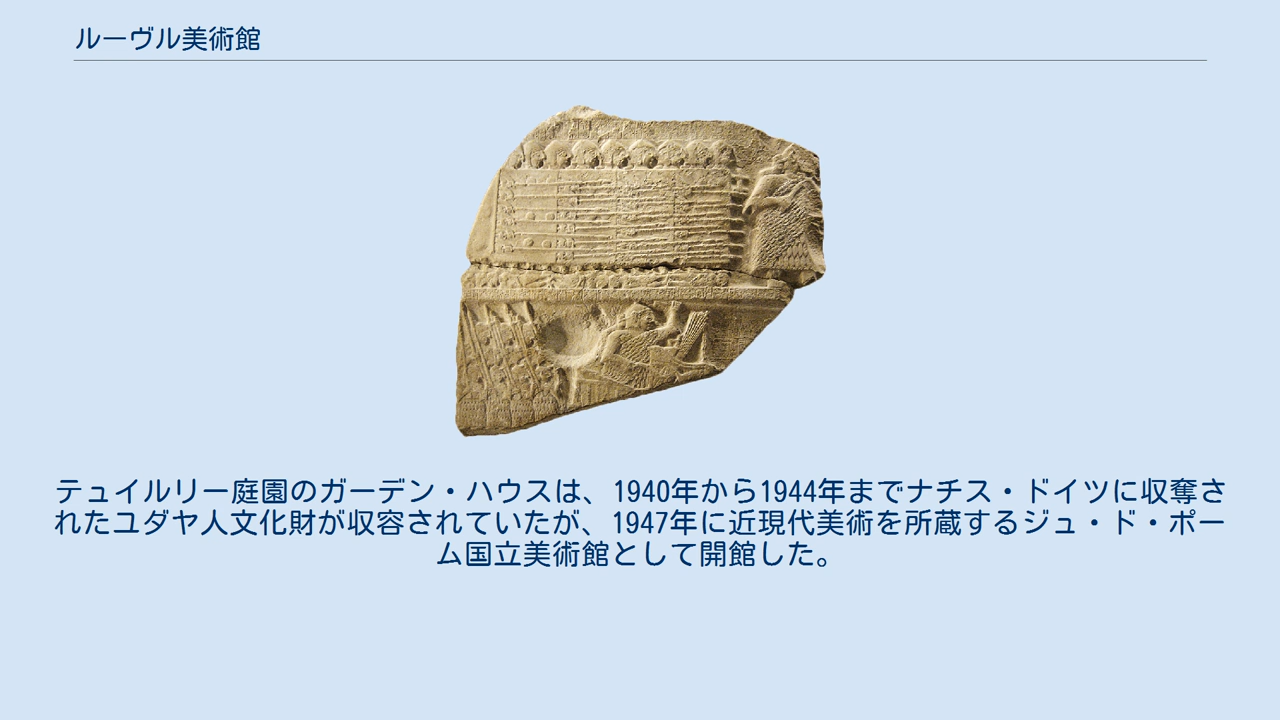 ルーヴル美術館
テュイルリー庭園のガーデン・ハウスは、1940年から1944年までナチス・ドイツに収奪さ
れたユダヤ人文化財が収容されていたが、1947年に近現代美術を所蔵するジュ・ド・ポー
ム国立美術館として開館した。